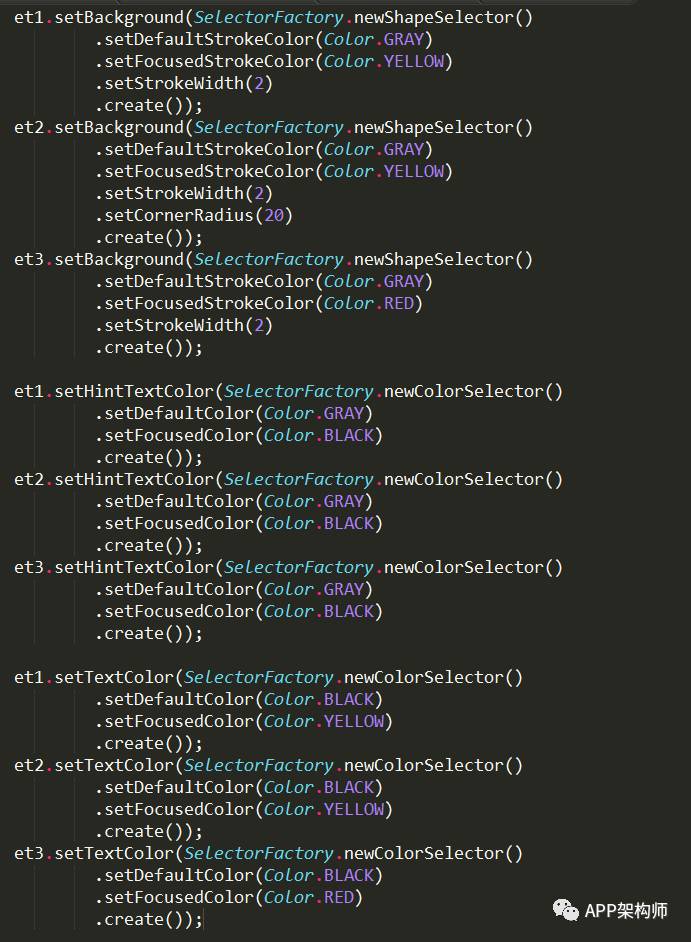 et1.setBackground(SelectorFactory.newShapeSelector()
        .setDefaultStrokeColor(Color.GRAY)
        .setFocusedStrokeColor(Color.YELLOW)
        .setStrokeWidth(2)
        .create());
et2.setBackground(SelectorFactory.newShapeSelector()
        .setDefaultStrokeColor(Color.GRAY)
        .setFocusedStrokeColor(Color.YELLOW)
        .setStrokeWidth(2)
        .setCornerRadius(20)
        .create());
et3.setBackground(SelectorFactory.newShapeSelector()
        .setDefaultStrokeColor(Color.GRAY)
        .setFocusedStrokeColor(Color.RED)
        .setStrokeWidth(2)
        .create());

et1.setHintTextColor(SelectorFactory.newColorSelector()
        .setDefaultColor(Color.GRAY)
        .setFocusedColor(Color.BLACK)
        .create());
et2.setHintTextColor(SelectorFactory.newColorSelector()
        .setDefaultColor(Color.GRAY)
        .setFocusedColor(Color.BLACK)
        .create());
et3.setHintTextColor(SelectorFactory.newColorSelector()
        .setDefaultColor(Color.GRAY)
        .setFocusedColor(Color.BLACK)
        .create());

et1.setTextColor(SelectorFactory.newColorSelector()
        .setDefaultColor(Color.BLACK)
        .setFocusedColor(Color.YELLOW)
        .create());
et2.setTextColor(SelectorFactory.newColorSelector()
        .setDefaultColor(Color.BLACK)
        .setFocusedColor(Color.YELLOW)
        .create());
et3.setTextColor(SelectorFactory.newColorSelector()
        .setDefaultColor(Color.BLACK)
        .setFocusedColor(Color.RED)
        .create());
APP架构师